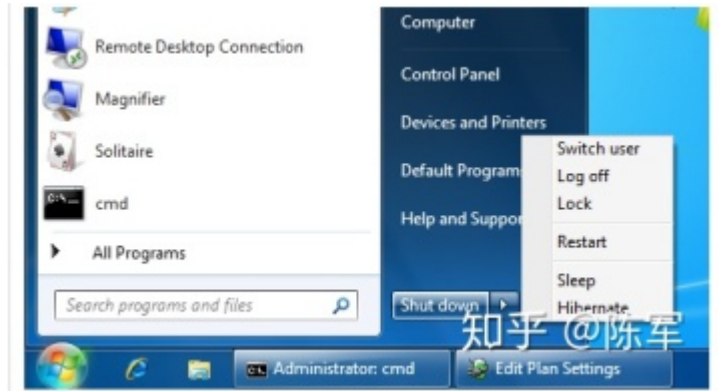 Remote Desktop Connection
Magnifier
Solitaire
C:\_
cmd
All Programs
Search programs and files
Computer
Control Panel
Devices and Printers
Default Program
Help and Suppor
Shut down
Switch user
Log off
Lock
Restart
Sleep
Hibernate
知乎 @陈军
Administrator: cmd
Edit Plan Settings